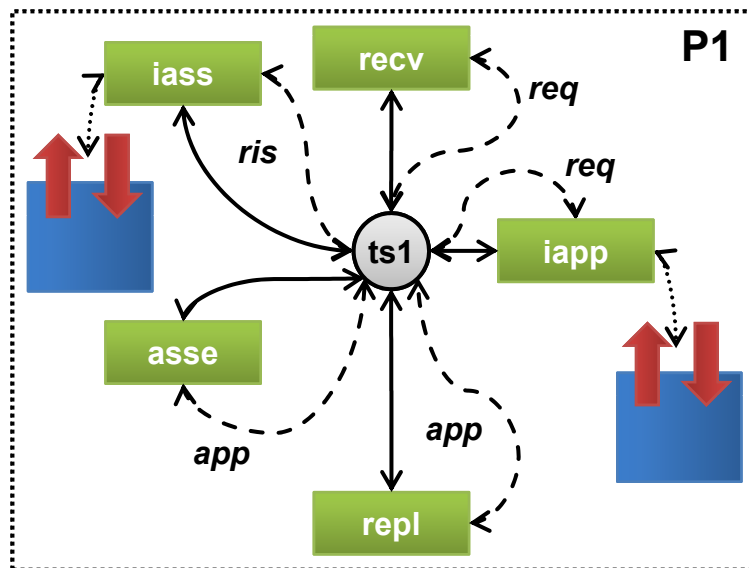 P1
iass
recv
req
ris
req
ts1
iapp
asse
app
app
repl